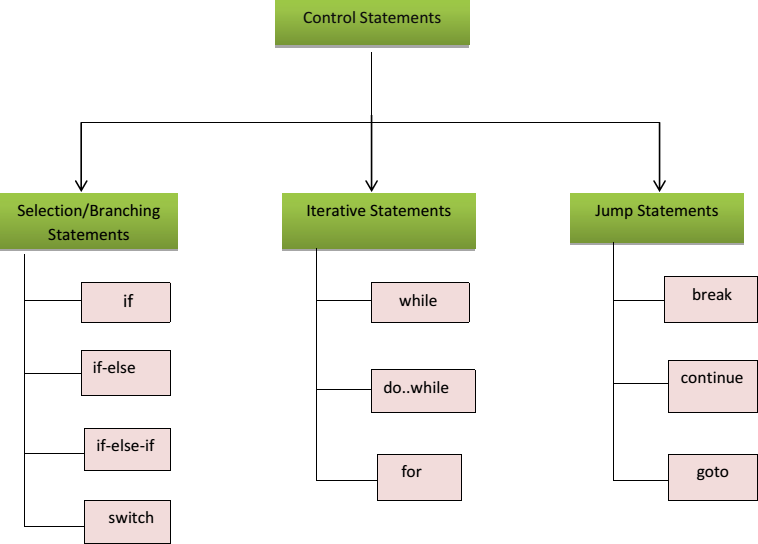 Control Statements
Selection/Branching
Statements
if
if-else
if-else-if
switch
Iterative Statements
while
do..while
for
Jump Statements
break
continue
goto